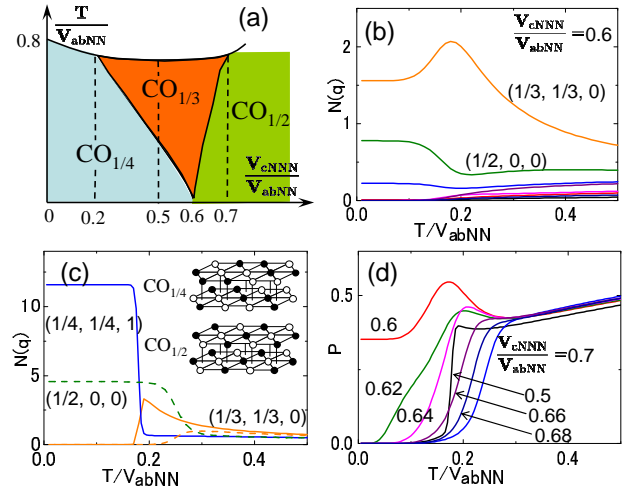 T
V_abNN
(a)
0.8
CO_1/3
CO_1/2
CO_1/4
V_cNNN
V_abNN
0
0.2
0.5
0.6
0.7
(b)
V_cNNN
V_abNN
=0.6
(1/3, 1/3, 0)
(1/2, 0, 0)
N(q)
2
1
0
0.0
0.2
0.4
T/V_abNN
(c)
CO_1/4
CO_1/2
(1/4, 1/4, 1)
(1/2, 0, 0)
(1/3, 1/3, 0)
N(q)
10
5
0
0.0
0.2
0.4
T/V_abNN
(d)
0.6
V_cNNN
V_abNN
=0.7
0.62
0.64
0.5
0.66
0.68
P
0.5
0.0
0.0
0.2
0.4
T/V_abNN